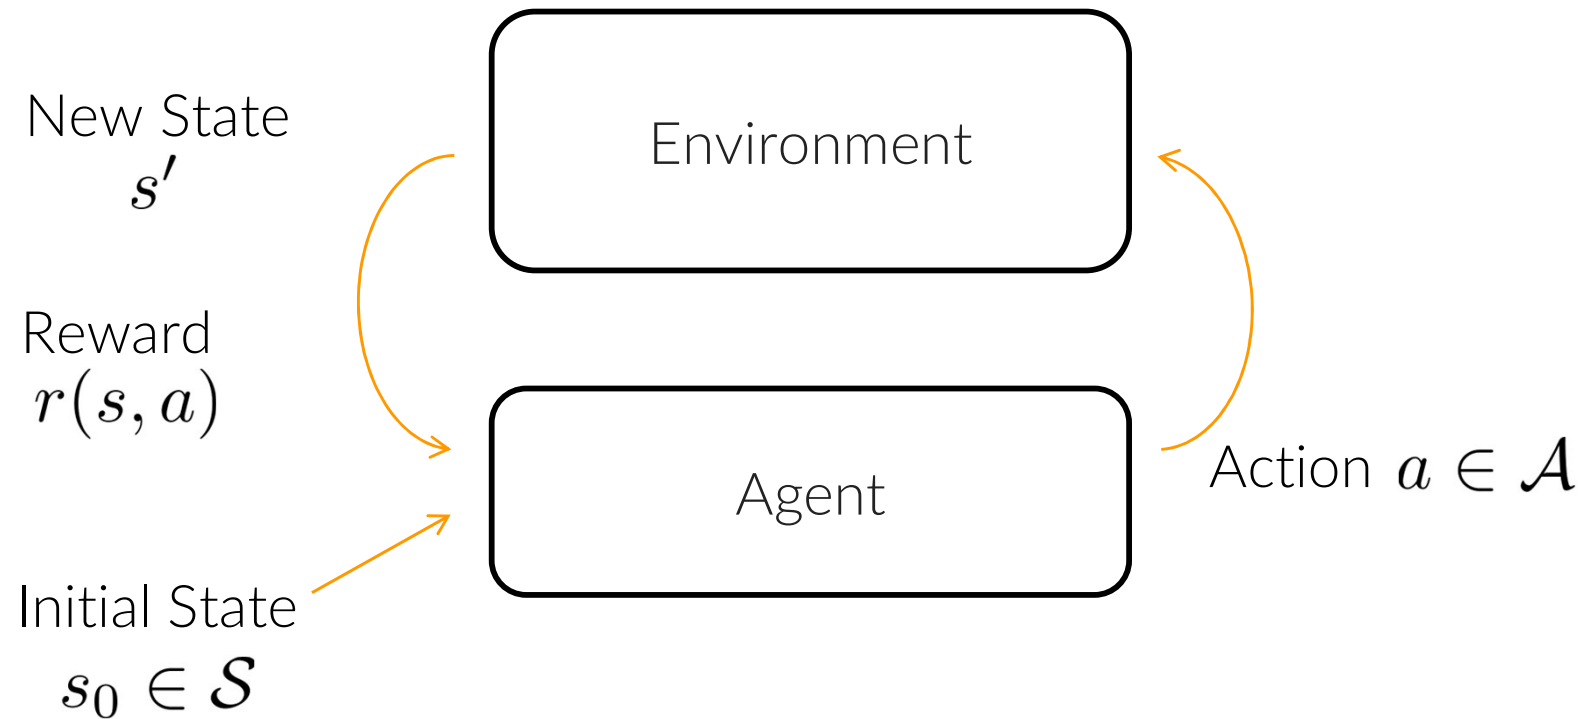 New State
s′
Environment
Reward
r(s, a)
Agent
Action a ∈ 𝒜
Initial State
s₀ ∈ 𝒮